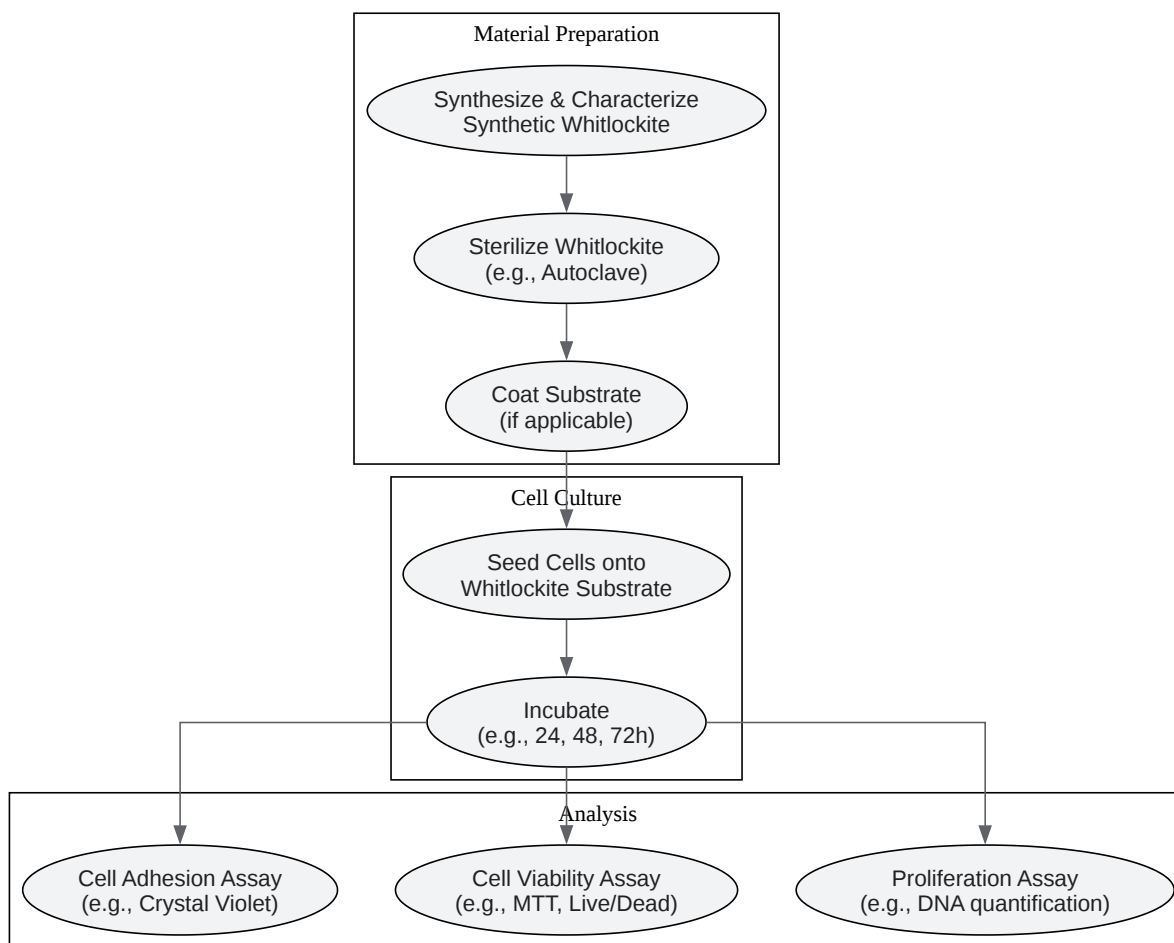 Material Preparation
Synthesize & Characterize
Synthetic Whitlockite
Sterilize Whitlockite
(e.g., Autoclave)
Coat Substrate
(if applicable)
Cell Culture
Seed Cells onto
Whitlockite Substrate
Incubate
(e.g., 24, 48, 72h)
Analysis
Cell Adhesion Assay
(e.g., Crystal Violet)
Cell Viability Assay
(e.g., MTT, Live/Dead)
Proliferation Assay
(e.g., DNA quantification)